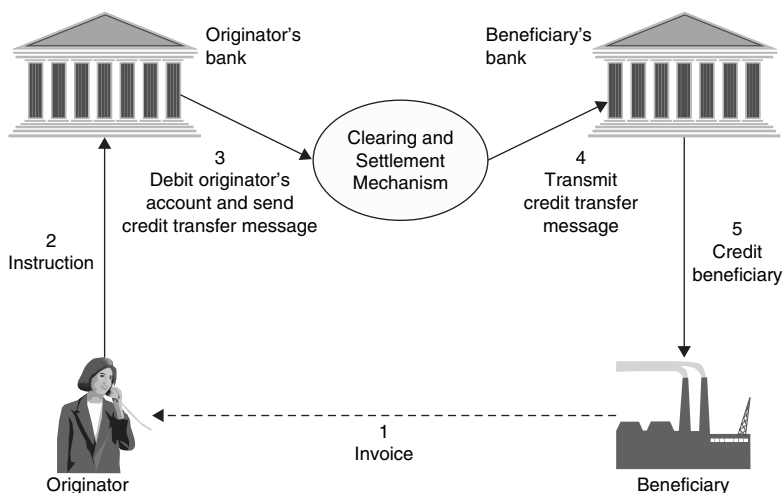 Originator’s
bank
Beneficiary’s
bank
Clearing and
Settlement
Mechanism
3
Debit originator’s
account and send
credit transfer message
4
Transmit
credit transfer
message
2
Instruction
5
Credit
beneficiary
1
Invoice
Originator
Beneficiary